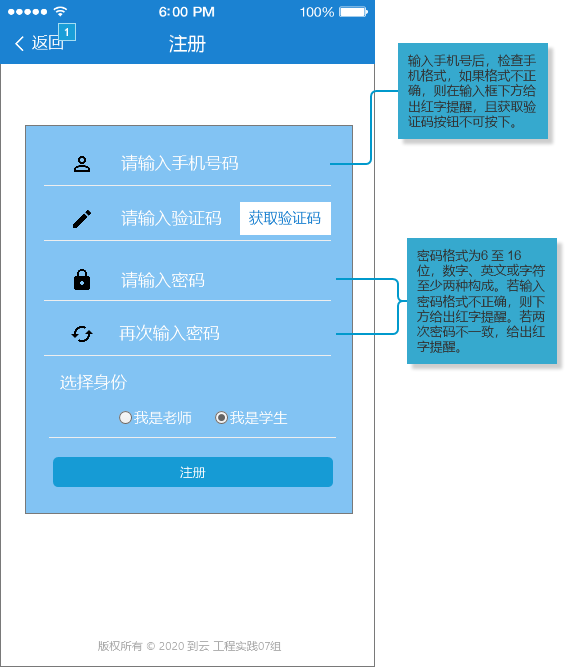 6:00 PM
100%
返回
1
注册
输入手机号后，检查手
机格式，如果格式不正
确，则在输入框下方给
出红字提醒，且获取验
证码按钮不可按下。
请输入手机号码
请输入验证码
获取验证码
密码格式为6 至 16
位，数字、英文或字符
至少两种构成。若输入
密码格式不正确，则下
方给出红字提醒。若两
次密码不一致，给出红
字提醒。
请输入密码
再次输入密码
选择身份
我是老师
我是学生
注册
版权所有 © 2020 到云 工程实践07组